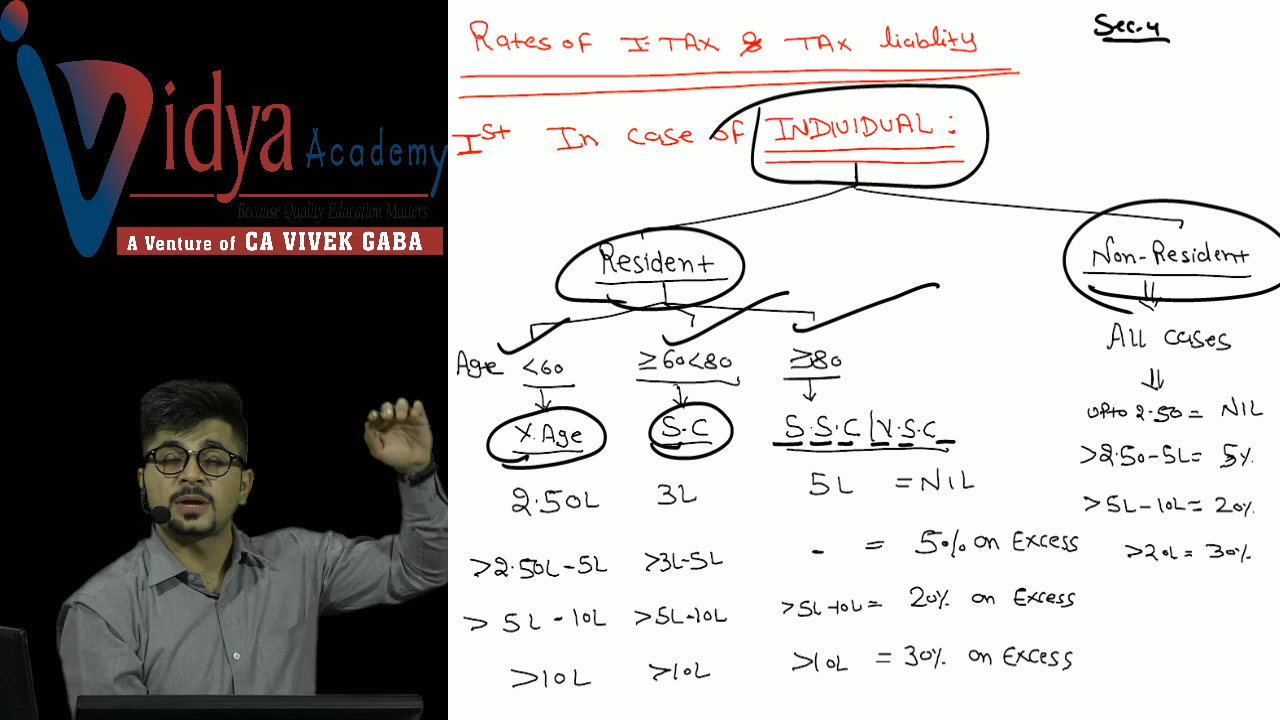 Vidya Academy
Because Quality Education Matters
A Venture of CA VIVEK GABA
Sec-4
Rates of I.TAX & TAX liablity
Ist In case of INDIVIDUAL:
Resident
Non-Resident
Age <60 ≥60<80 ≥80
X.Age S.C S.S.C|V.S.C
2.50L 3L 5L = NIL
>2.50L-5L >3L-5L - = 5% on Excess
>5L-10L >5L-10L >5L-10L = 20% on Excess
>10L >10L >10L = 30% on Excess
All cases
upto 2.50 = NIL
>2.50-5L = 5%
>5L-10L = 20%
>20L = 30%